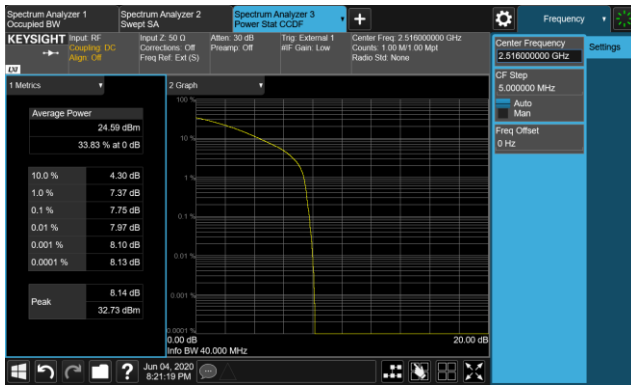 Spectrum Analyzer 1
Occupied BW
Spectrum Analyzer 2
Swept SA
Spectrum Analyzer 3
Power Stat CCDF
Frequency
KEYSIGHT
Input: RF
Coupling: DC
Align: Off
Input Z: 50 Ω
Corrections: Off
Freq Ref: Ext (S)
Atten: 30 dB
Preamp: Off
Trig: External 1
#IF Gain: Low
Center Freq: 2.516000000 GHz
Counts: 1.00 M/1.00 Mpt
Radio Std: None
LXI
Center Frequency
2.516000000 GHz
Settings
CF Step
5.000000 MHz
Auto
Man
Freq Offset
0 Hz
1 Metrics
2 Graph
Average Power
24.59 dBm
33.83 % at 0 dB
10.0 % 4.30 dB
1.0 % 7.37 dB
0.1 % 7.75 dB
0.01 % 7.97 dB
0.001 % 8.10 dB
0.0001 % 8.13 dB
Peak 8.14 dB
32.73 dBm
100 %
10 %
1 %
0.1 %
0.01 %
0.001 %
0.0001 %
0.00 dB 20.00 dB
Info BW 40.000 MHz
Jun 04, 2020
8:21:19 PM